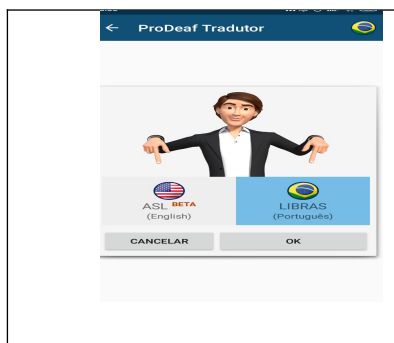 ProDeaf Tradutor
ASL BETA
(English)
LIBRAS
(Português)
CANCELAR
OK